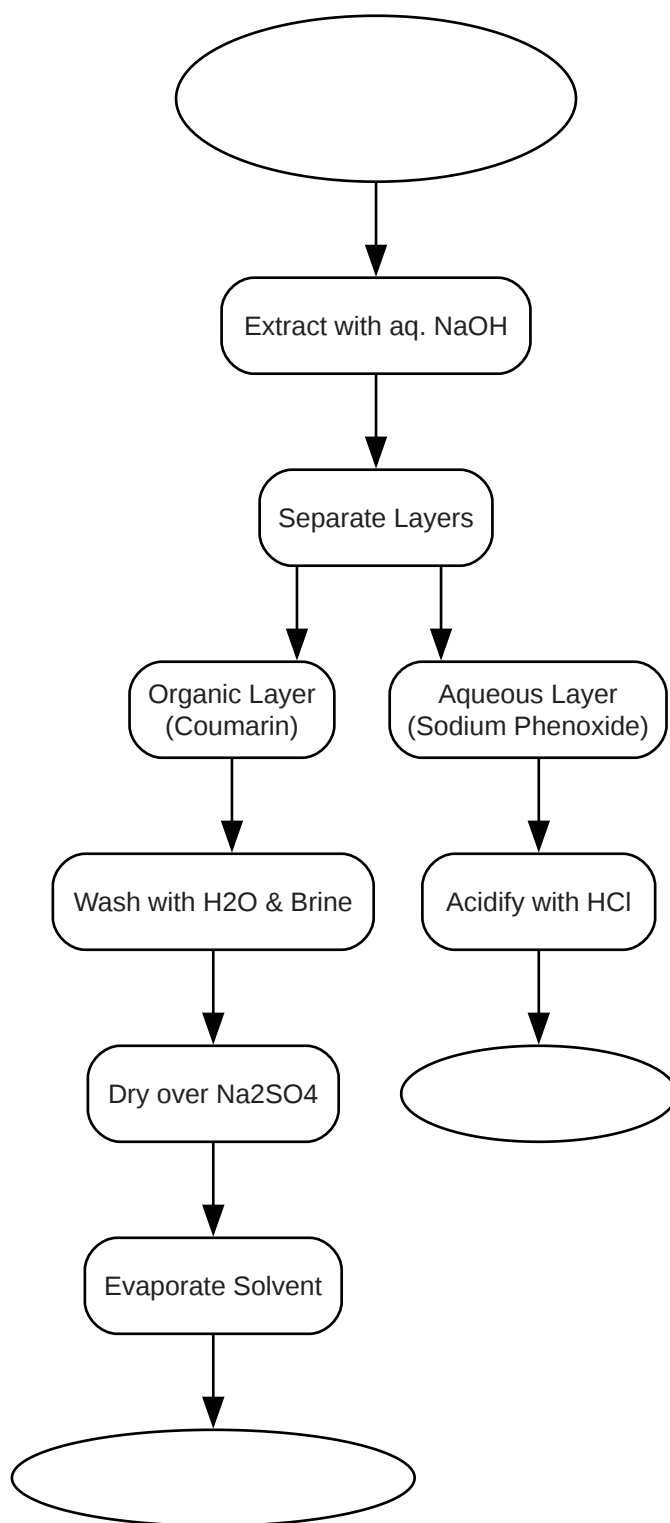 Extract with aq. NaOH
Separate Layers
Organic Layer
(Coumarin)
Aqueous Layer
(Sodium Phenoxide)
Wash with H2O & Brine
Acidify with HCl
Dry over Na2SO4
Evaporate Solvent